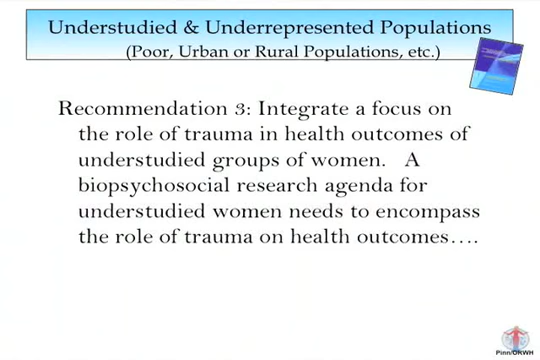 Understudied & Underrepresented Populations
(Poor, Urban or Rural Populations, etc.)
Recommendation 3: Integrate a focus on
the role of trauma in health outcomes of
understudied groups of women. A
biopsychosocial research agenda for
understudied women needs to encompass
the role of trauma on health outcomes….
Pinn/ORWH